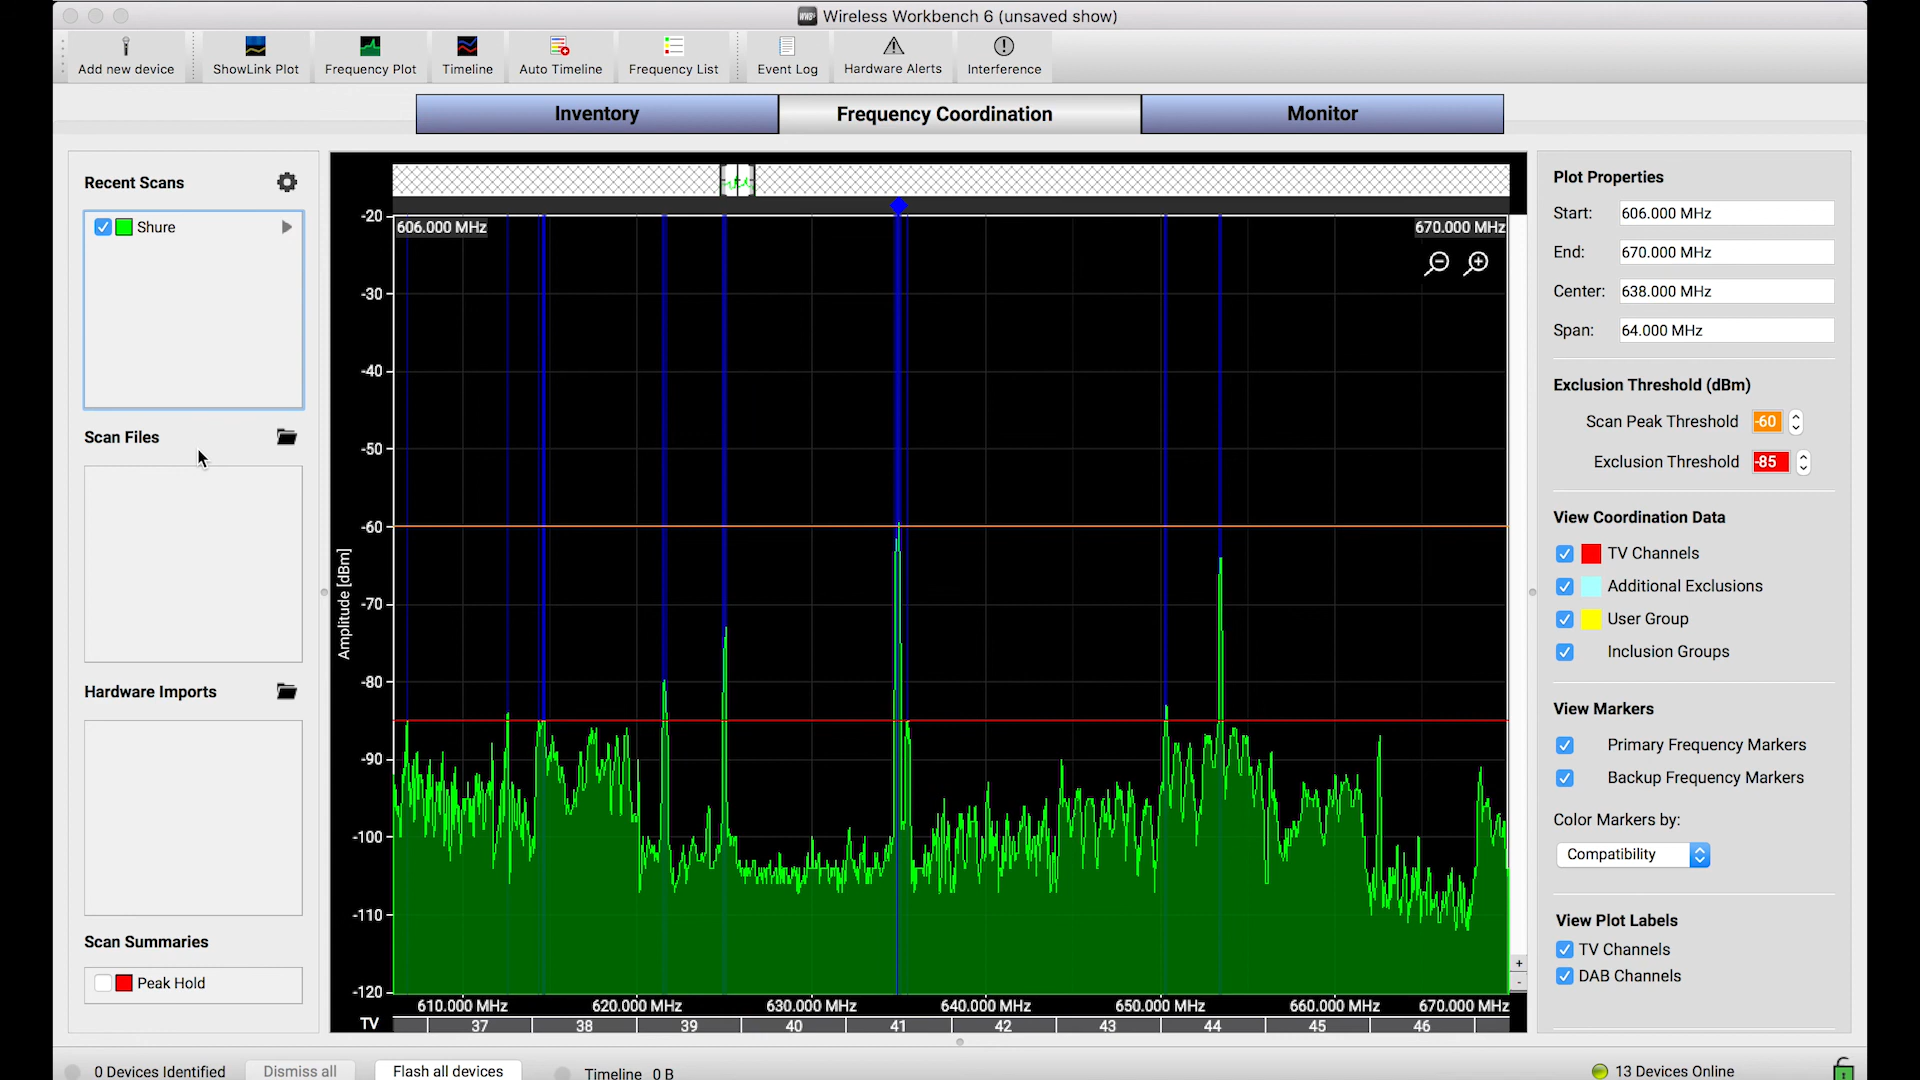 Wireless Workbench 6 (unsaved show)
Add new device
ShowLink Plot
Frequency Plot
Timeline
Auto Timeline
Frequency List
Event Log
Hardware Alerts
Interference
Inventory
Frequency Coordination
Monitor
Recent Scans
Shure
Scan Files
Hardware Imports
Scan Summaries
Peak Hold
606.000 MHz
670.000 MHz
Amplitude [dBm]
-20
-30
-40
-50
-60
-70
-80
-90
-100
-110
-120
610.000 MHz 620.000 MHz 630.000 MHz 640.000 MHz 650.000 MHz 660.000 MHz 670.000 MHz
TV 37 38 39 40 41 42 43 44 45 46
Plot Properties
Start: 606.000 MHz
End: 670.000 MHz
Center: 638.000 MHz
Span: 64.000 MHz
Exclusion Threshold (dBm)
Scan Peak Threshold -60
Exclusion Threshold -85
View Coordination Data
TV Channels
Additional Exclusions
User Group
Inclusion Groups
View Markers
Primary Frequency Markers
Backup Frequency Markers
Color Markers by:
Compatibility
View Plot Labels
TV Channels
DAB Channels
0 Devices Identified
Dismiss all
Flash all devices
Timeline 0 B
13 Devices Online